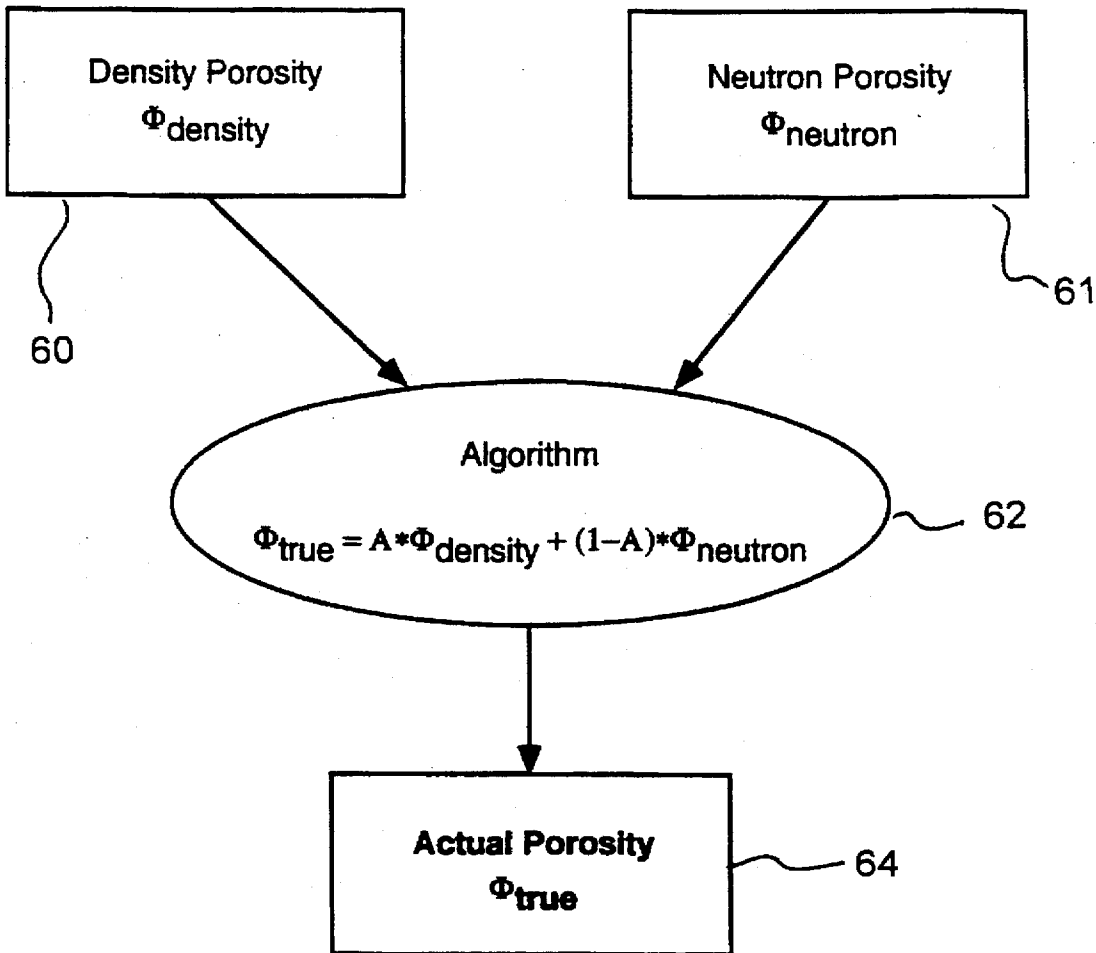 Density Porosity
Φdensity
Neutron Porosity
Φneutron
60
61
Algorithm
Φtrue = A*Φdensity + (1–A)*Φneutron
62
Actual Porosity
Φtrue
64